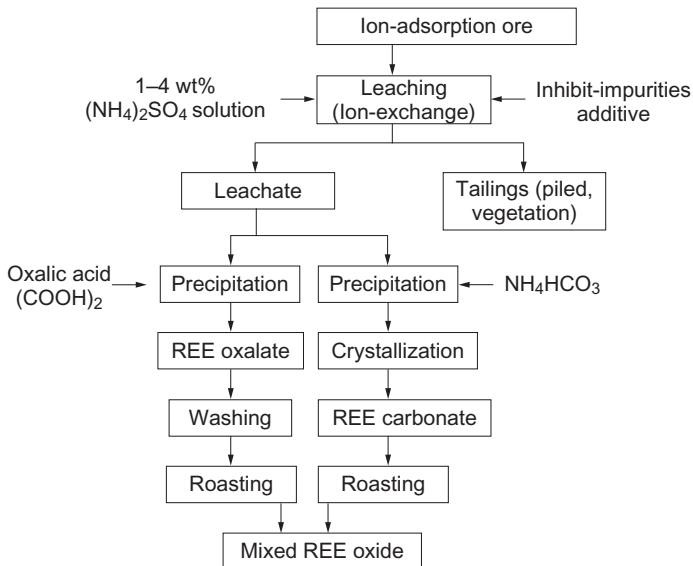 Ion-adsorption ore
1–4 wt%
(NH4)2SO4 solution
Leaching
(Ion-exchange)
Inhibit-impurities
additive
Leachate
Tailings (piled,
vegetation)
Oxalic acid
(COOH)2
Precipitation
Precipitation
NH4HCO3
REE oxalate
Crystallization
Washing
REE carbonate
Roasting
Roasting
Mixed REE oxide